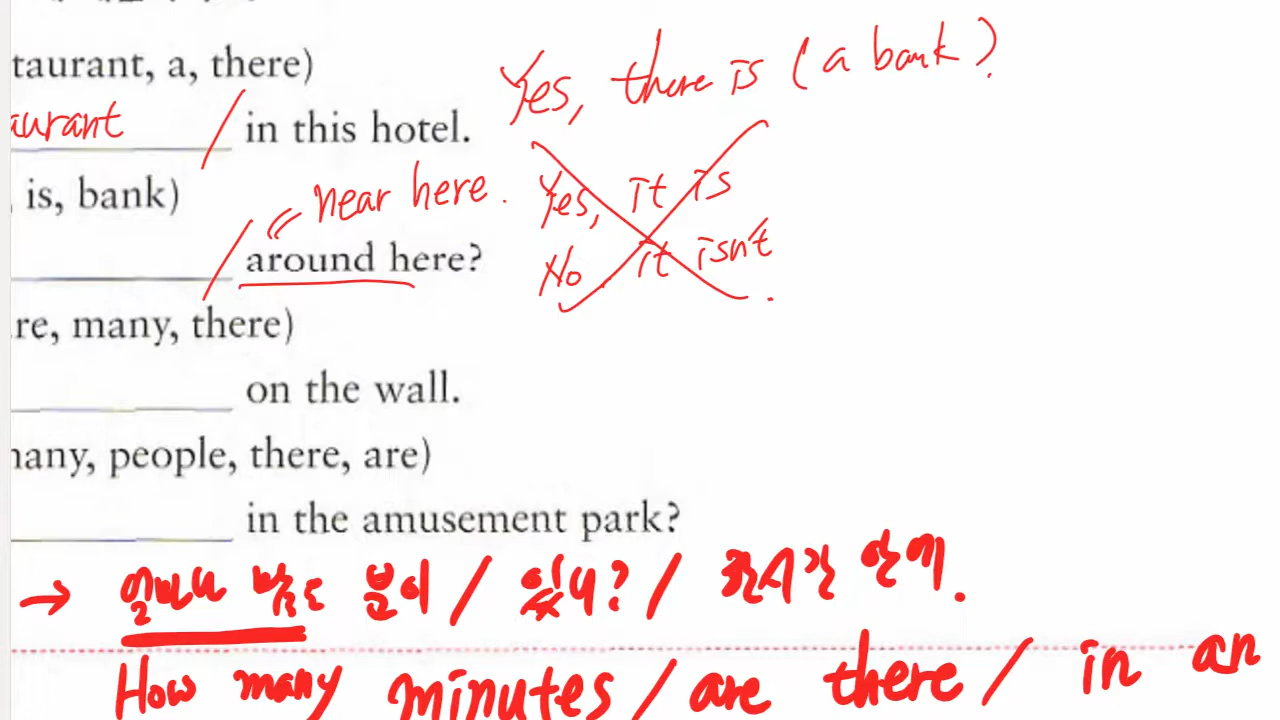 taurant, a, there)
Yes, there is (a bank).
aurant / in this hotel.
, is, bank)
near here.
Yes, it is
/ around here?
No it isn't.
re, many, there)
on the wall.
many, people, there, are)
in the amusement park?
→ 얼마나 많은 분이 / 있니? / 한시간 안에.
How many minutes / are there / in an